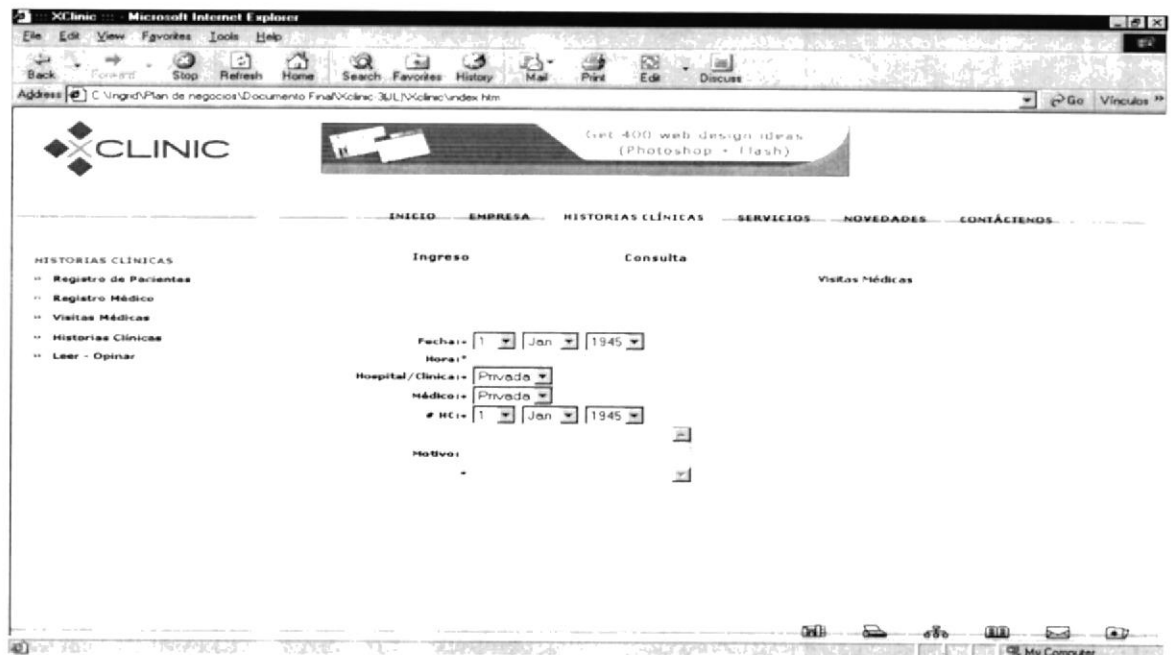 ::: XClinic ::: - Microsoft Internet Explorer
File Edit View Favorites Tools Help
Back Forward Stop Refresh Home Search Favorites History Mail Print Edit Discuss
Address C:\Ingrid\Plan de negocios\Documento Final\Xclinic-3JUL\Xclinic\index.htm Go Vínculos »
XCLINIC
Get 400 web design ideas
(Photoshop + Flash)
INICIO EMPRESA HISTORIAS CLÍNICAS SERVICIOS NOVEDADES CONTÁCTENOS
HISTORIAS CLÍNICAS
Ingreso Consulta
Registro de Pacientes
Visitas Médicas
Registro Médico
Visitas Médicas
Historias Clínicas
Leer - Opinar
Fecha:* 1 Jan 1945
Hora:*
Hospital/Clinica:* Privada
Médico:* Privada
# HC:* 1 Jan 1945
Motivo:
*
My Computer